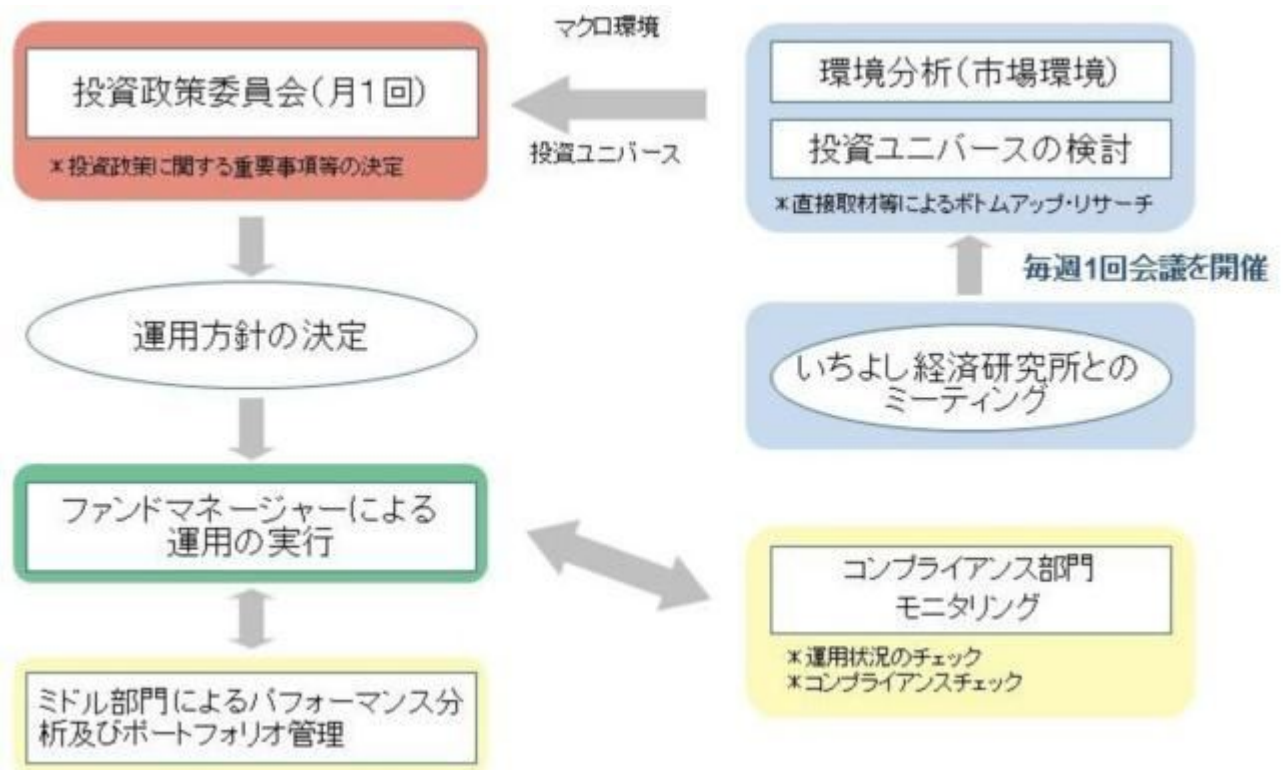 投資政策委員会(月1回)
*投資政策に関する重要事項等の決定
マクロ環境
投資ユニバース
環境分析(市場環境)
投資ユニバースの検討
*直接取材等によるボトムアップ・リサーチ
毎週1回会議を開催
いちよし経済研究所との
ミーティング
運用方針の決定
ファンドマネージャーによる
運用の実行
コンプライアンス部門
モニタリング
*運用状況のチェック
*コンプライアンスチェック
ミドル部門によるパフォーマンス分
析及びポートフォリオ管理